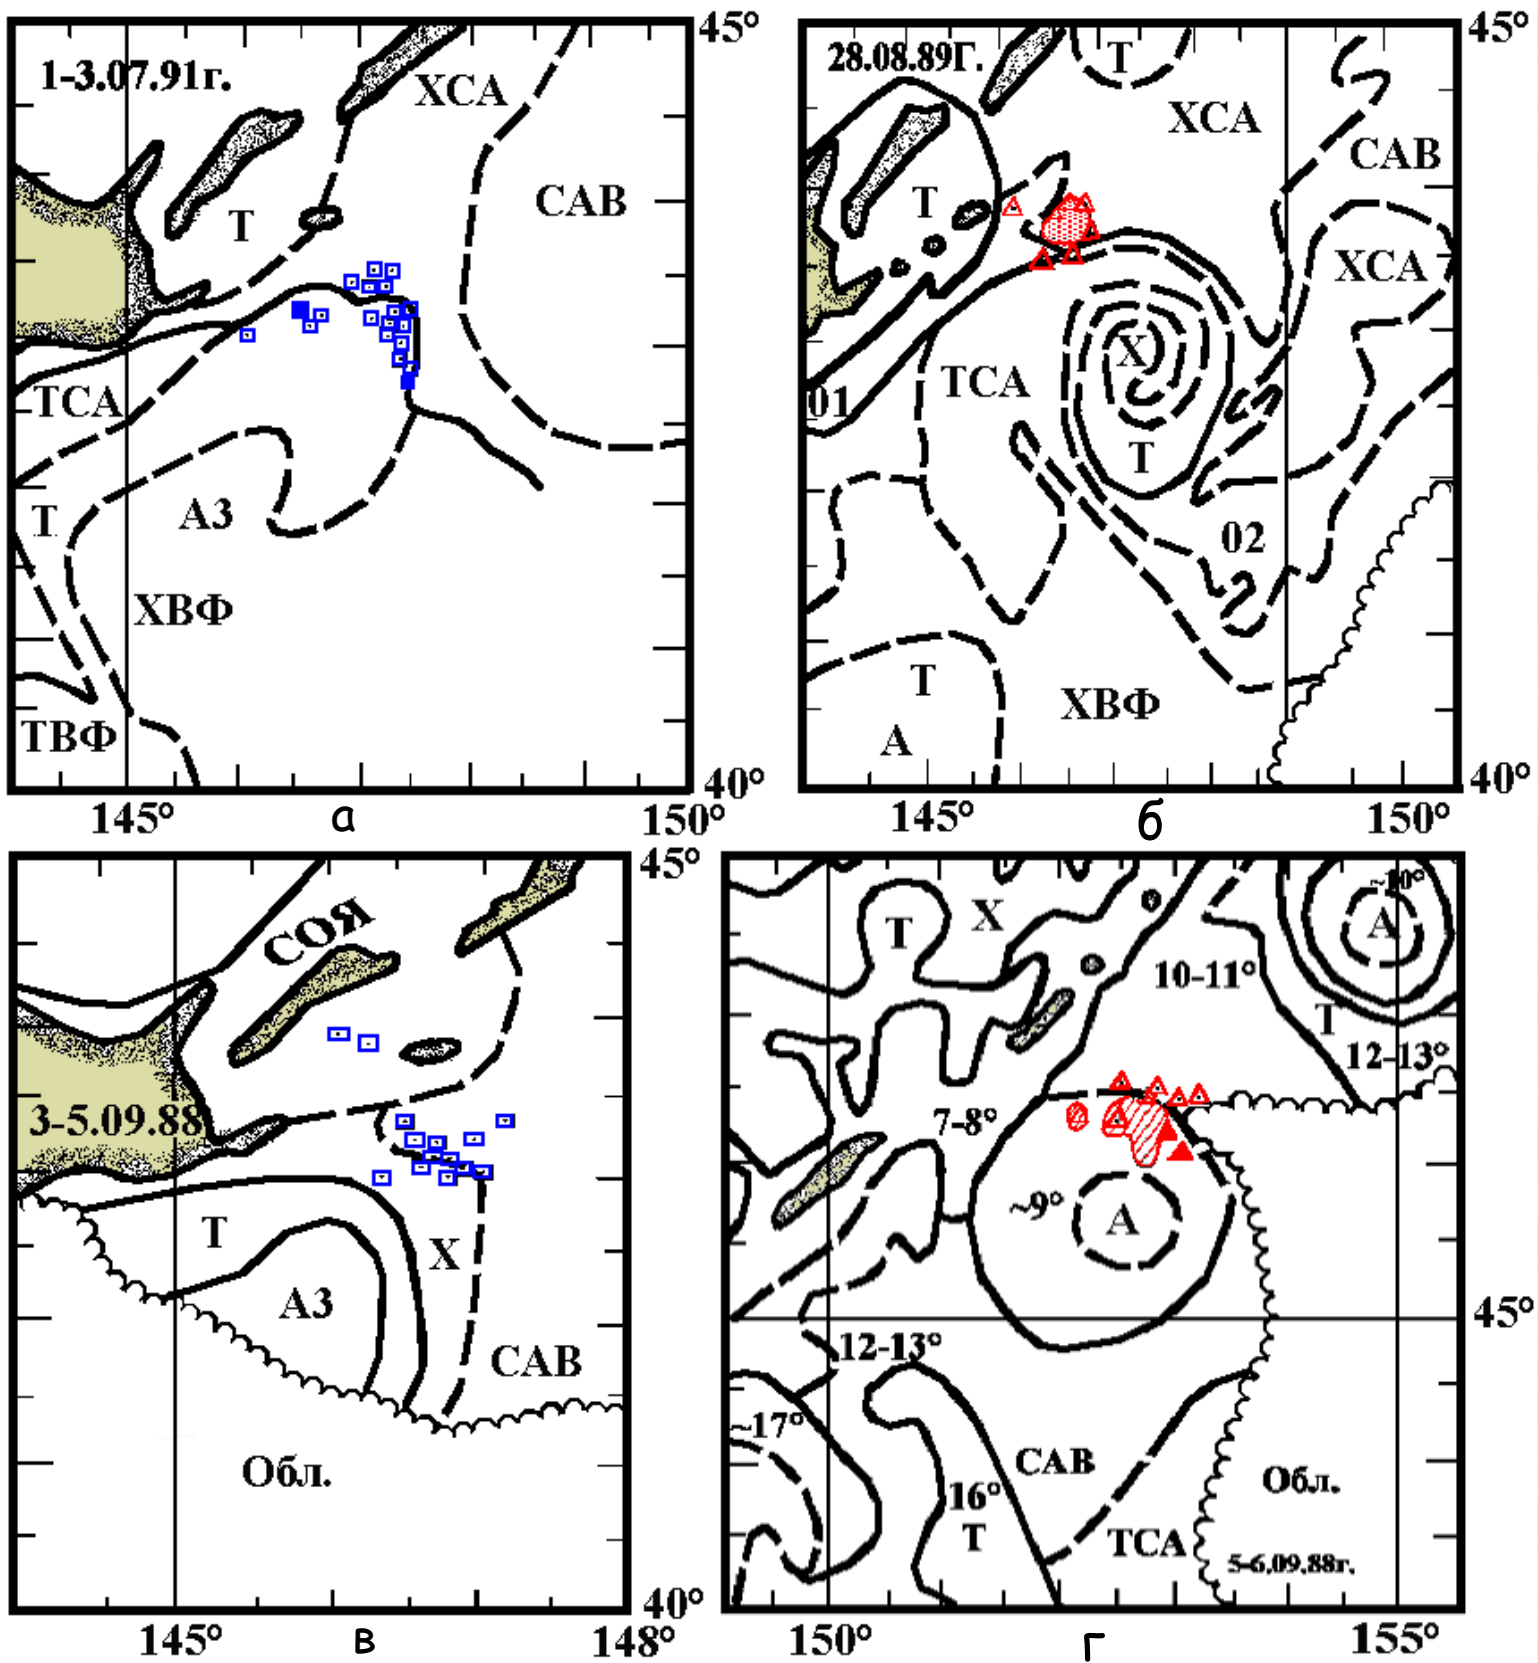 45°
1-3.07.91г.
ХСА
САВ
Т
ТСА
Т
АЗ
ХВФ
ТВФ
40°
145°
а
150°
45°
28.08.89Г.
Т
ХСА
САВ
Т
ХСА
Х
ТСА
01
Т
02
Т
ХВФ
А
40°
145°
б
150°
45°
СОЯ
3-5.09.88
Т
Х
АЗ
САВ
Обл.
40°
145°
в
148°
~10°
Т
Х
А
10-11°
Т
12-13°
7-8°
~9°
А
45°
12-13°
~17°
САВ
16°
Обл.
Т
ТСА
5-6.09.88г.
150°
г
155°